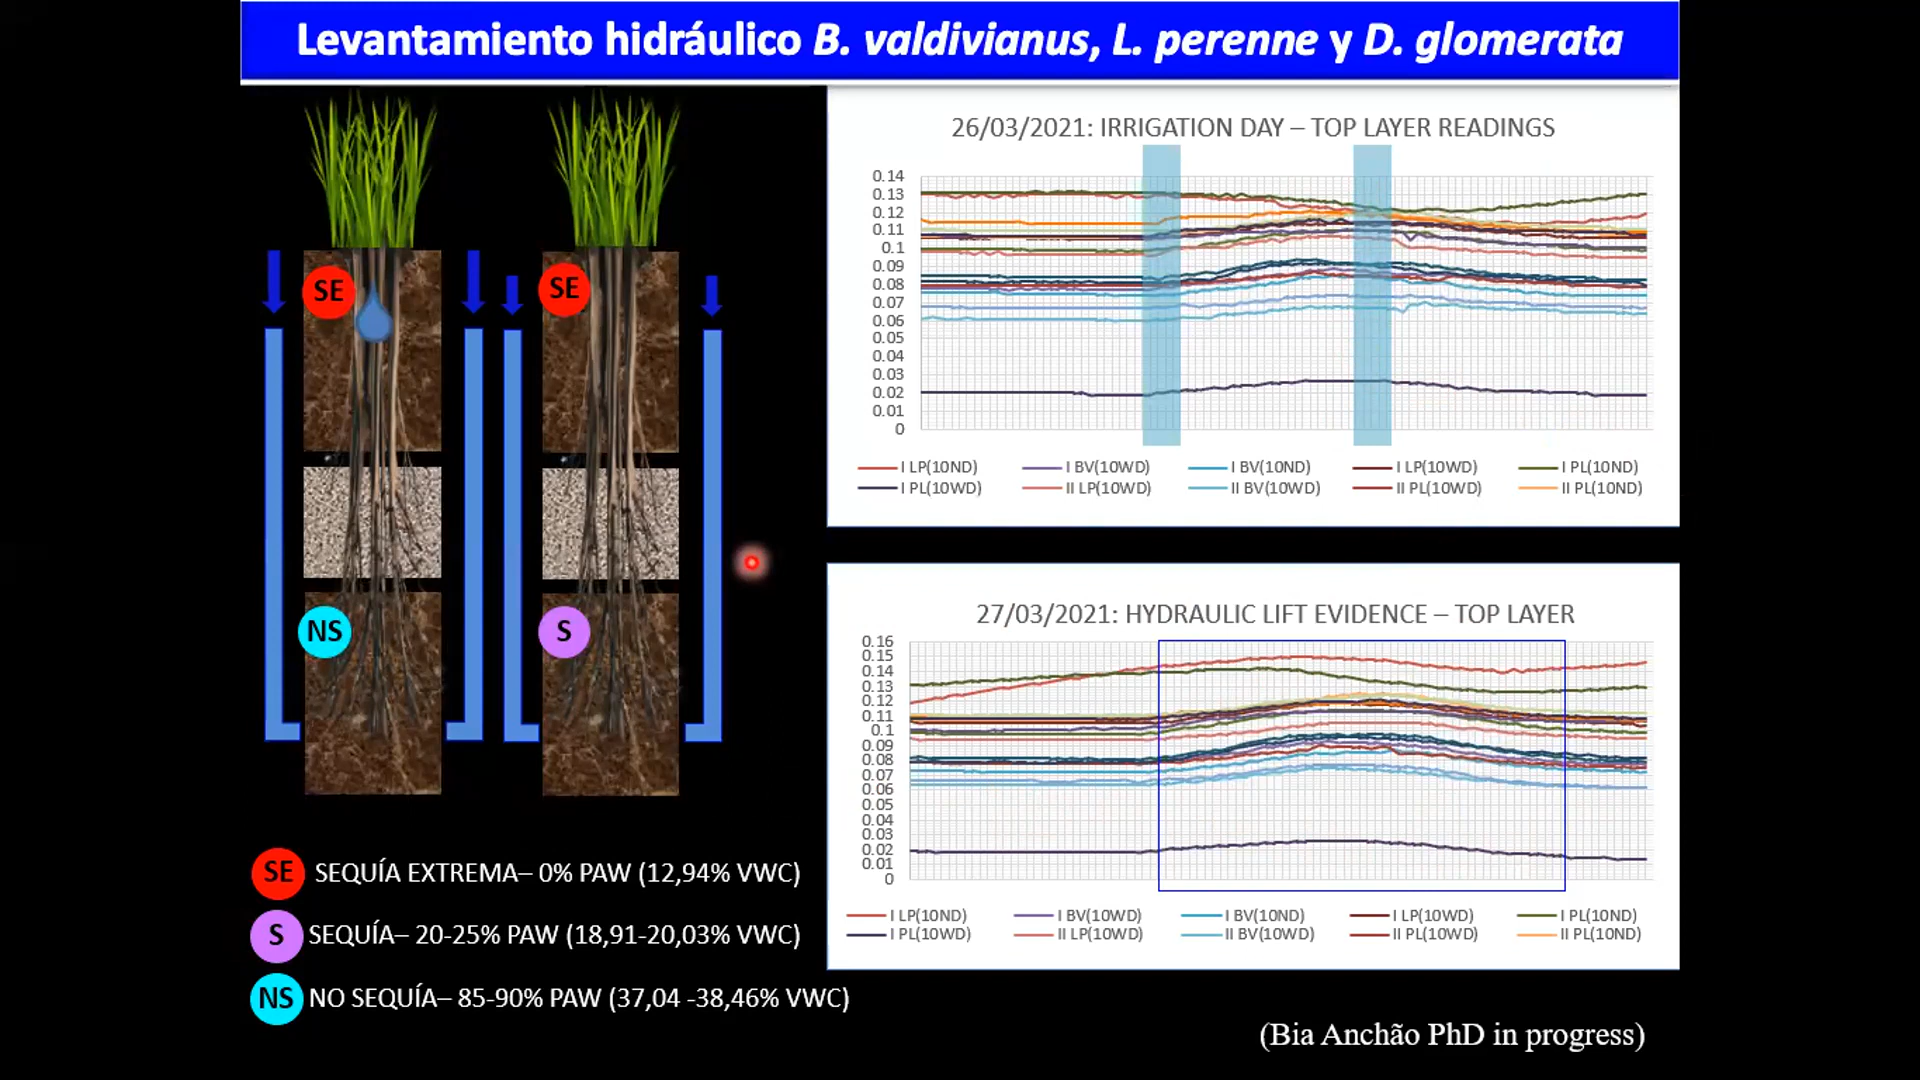 Levantamiento hidráulico B. valdivianus, L. perenne y D. glomerata
SE
SE
NS
S
SE SEQUÍA EXTREMA– 0% PAW (12,94% VWC)
S SEQUÍA– 20-25% PAW (18,91-20,03% VWC)
NS NO SEQUÍA– 85-90% PAW (37,04 -38,46% VWC)
26/03/2021: IRRIGATION DAY – TOP LAYER READINGS
0.14
0.13
0.12
0.11
0.1
0.09
0.08
0.07
0.06
0.05
0.04
0.03
0.02
0.01
0
I LP(10ND) I BV(10WD) I BV(10ND) I LP(10WD) I PL(10ND)
I PL(10WD) II LP(10WD) II BV(10WD) II PL(10WD) II PL(10ND)
27/03/2021: HYDRAULIC LIFT EVIDENCE – TOP LAYER
0.16
0.15
0.14
0.13
0.12
0.11
0.1
0.09
0.08
0.07
0.06
0.05
0.04
0.03
0.02
0.01
0
I LP(10ND) I BV(10WD) I BV(10ND) I LP(10WD) I PL(10ND)
I PL(10WD) II LP(10WD) II BV(10WD) II PL(10WD) II PL(10ND)
(Bia Anchão PhD in progress)